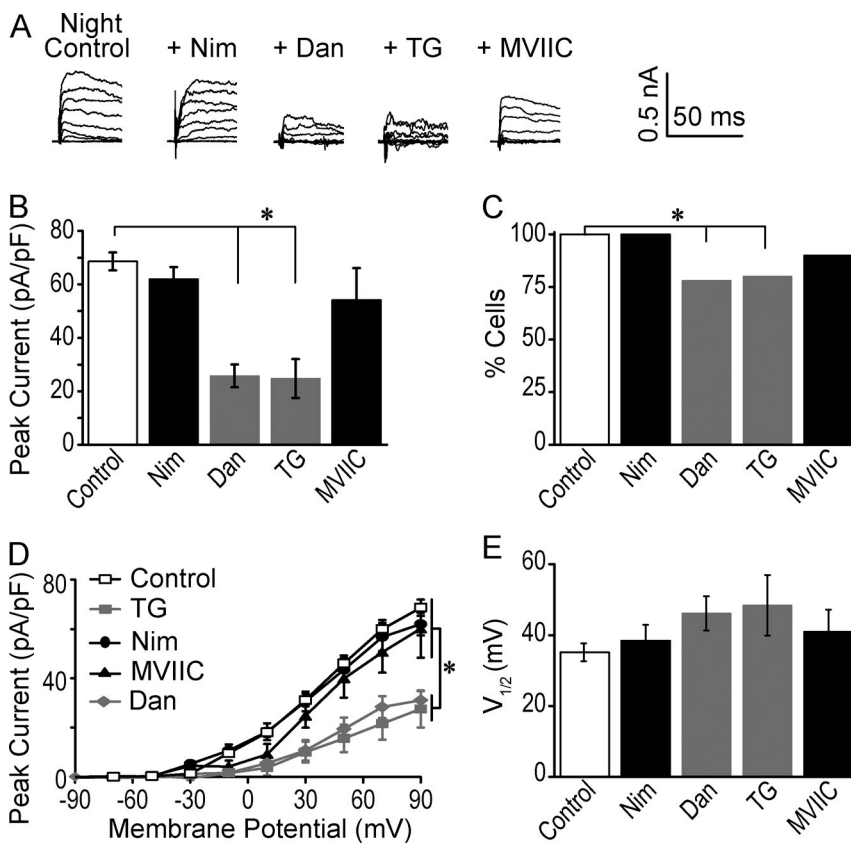 A
Night
Control
+ Nim
+ Dan
+ TG
+ MVIIC
0.5 nA
50 ms
B
Peak Current (pA/pF)
80
60
40
20
0
*
Control
Nim
Dan
TG
MVIIC
C
% Cells
100
75
50
25
0
*
Control
Nim
Dan
TG
MVIIC
D
Peak Current (pA/pF)
80
40
0
Control
TG
Nim
MVIIC
Dan
*
-90 -60 -30 0 30 60 90
Membrane Potential (mV)
E
V1/2 (mV)
60
40
20
0
Control
Nim
Dan
TG
MVIIC